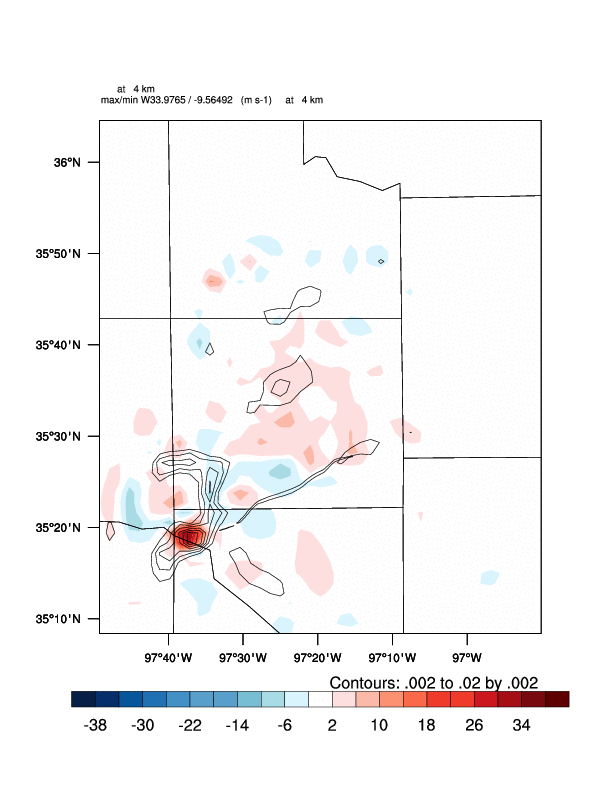 at 4 km
max/min W33.9765 / -9.56492 (m s-1) at 4 km
36°N
35°50'N
35°40'N
35°30'N
35°20'N
35°10'N
97°40'W 97°30'W 97°20'W 97°10'W 97°W
Contours: .002 to .02 by .002
-38 -30 -22 -14 -6 2 10 18 26 34